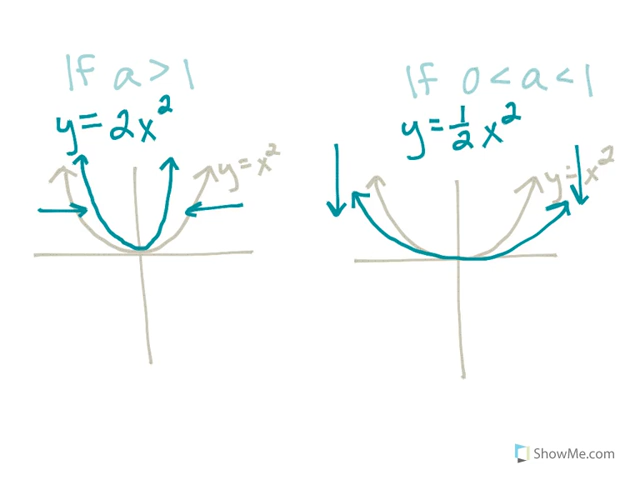 If a > 1
y = 2x²
y = x²
If 0 < a < 1
y = ½x²
y = x²
ShowMe.com